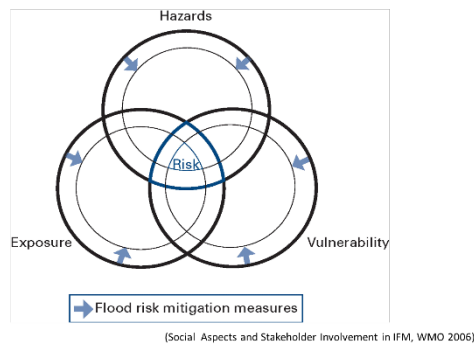 Hazards
Risk
Exposure
Vulnerability
Flood risk mitigation measures
(Social Aspects and Stakeholder Involvement in IFM, WMO 2006)